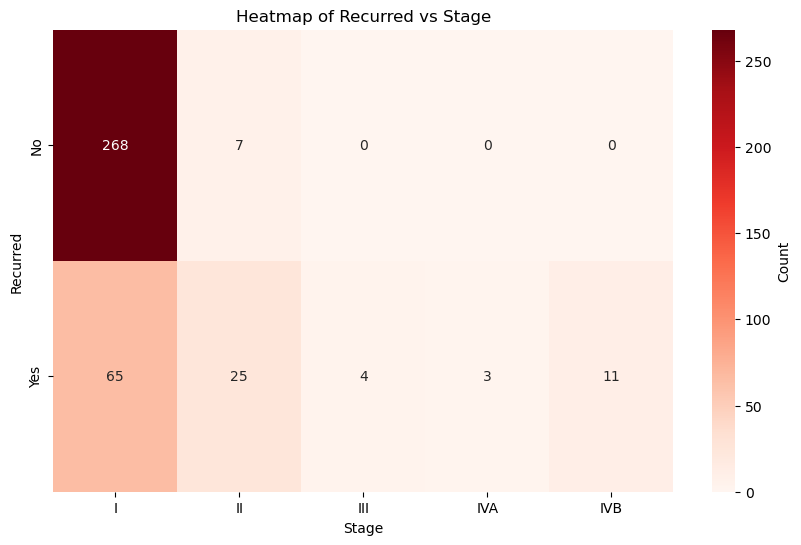 Heatmap of Recurred vs Stage
Recurred
No
268 7 0 0 0
Yes
65 25 4 3 11
I II III IVA IVB
Stage
250
200
150
100
50
0
Count